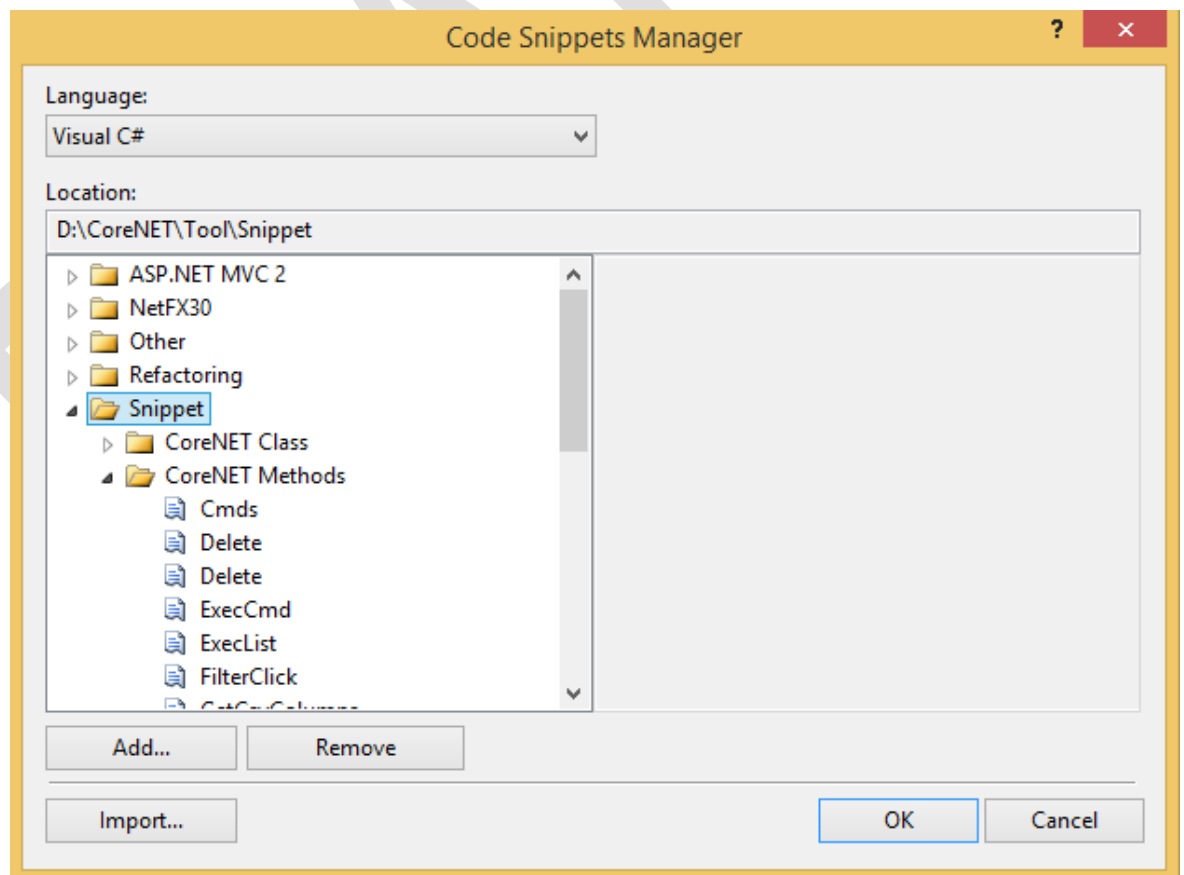 Code Snippets Manager
?
Language:
Visual C#
Location:
D:\CoreNET\Tool\Snippet
ASP.NET MVC 2
NetFX30
Other
Refactoring
Snippet
CoreNET Class
CoreNET Methods
Cmds
Delete
Delete
ExecCmd
ExecList
FilterClick
Add... Remove
Import... OK Cancel